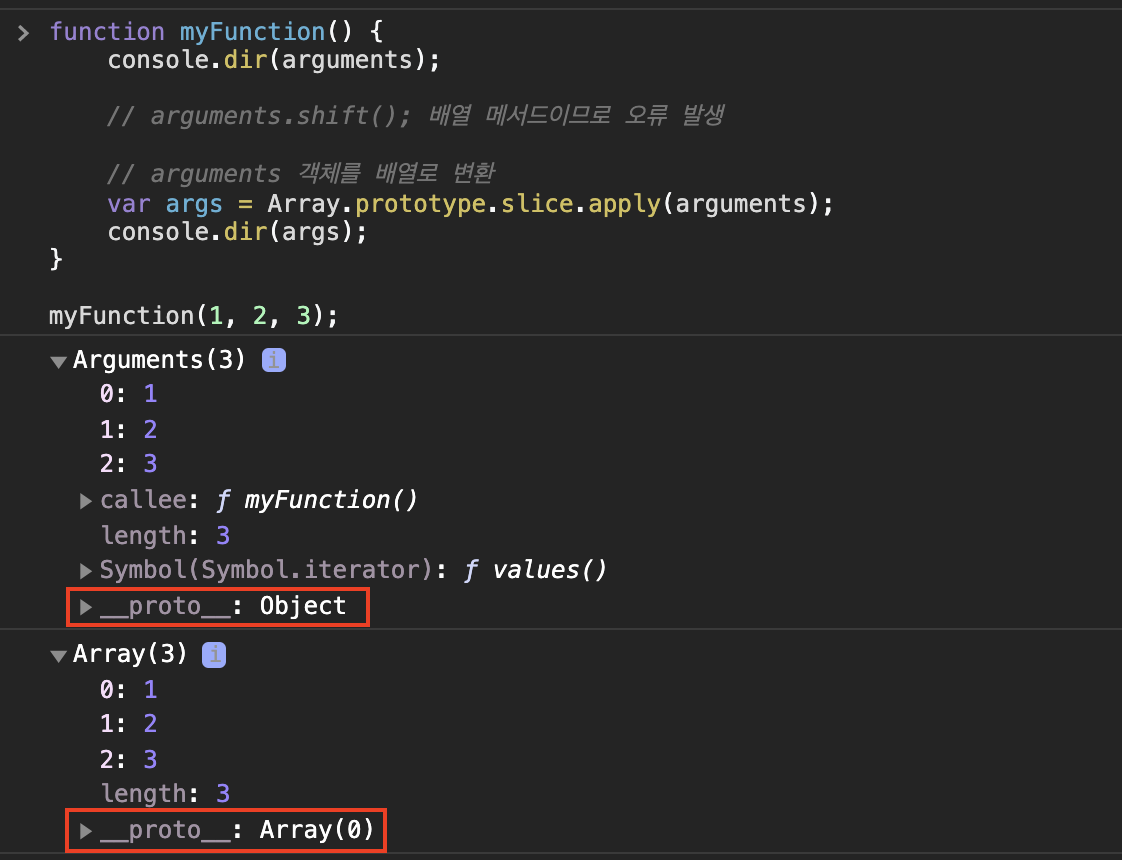 > function myFunction() {
console.dir(arguments);
// arguments.shift(); 배열 메서드이므로 오류 발생
// arguments 객체를 배열로 변환
var args = Array.prototype.slice.apply(arguments);
console.dir(args);
}
myFunction(1, 2, 3);
▼Arguments(3) i
0: 1
1: 2
2: 3
▶callee: ƒ myFunction()
length: 3
▶Symbol(Symbol.iterator): ƒ values()
▶__proto__: Object
▼Array(3) i
0: 1
1: 2
2: 3
length: 3
▶__proto__: Array(0)